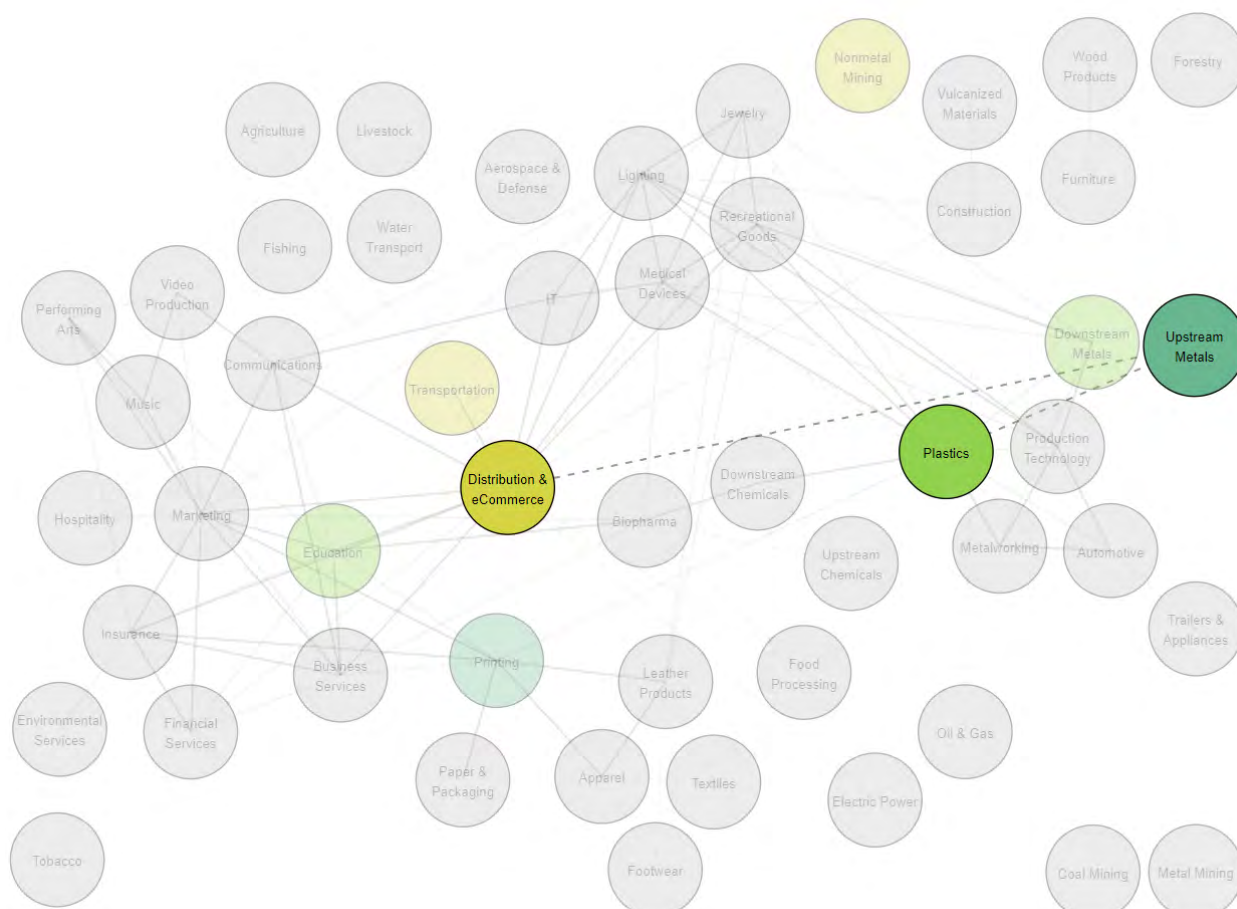 Nonmetal
Mining
Wood
Products
Forestry
Vulcanized
Materials
Jewelry
Agriculture
Livestock
Aerospace &
Defense
Lighting
Furniture
Recreational
Goods
Construction
Water
Transport
Fishing
Video
Production
Performing
Arts
IT
Medical
Devices
Downstream
Metals
Upstream
Metals
Communications
Transportation
Music
Plastics
Production
Technology
Distribution &
eCommerce
Downstream
Chemicals
Hospitality
Marketing
Biopharma
Education
Upstream
Chemicals
Metalworking
Automotive
Insurance
Business
Services
Printing
Leather
Products
Food
Processing
Trailers &
Appliances
Environmental
Services
Financial
Services
Oil & Gas
Paper &
Packaging
Apparel
Textiles
Electric Power
Tobacco
Footwear
Coal Mining
Metal Mining